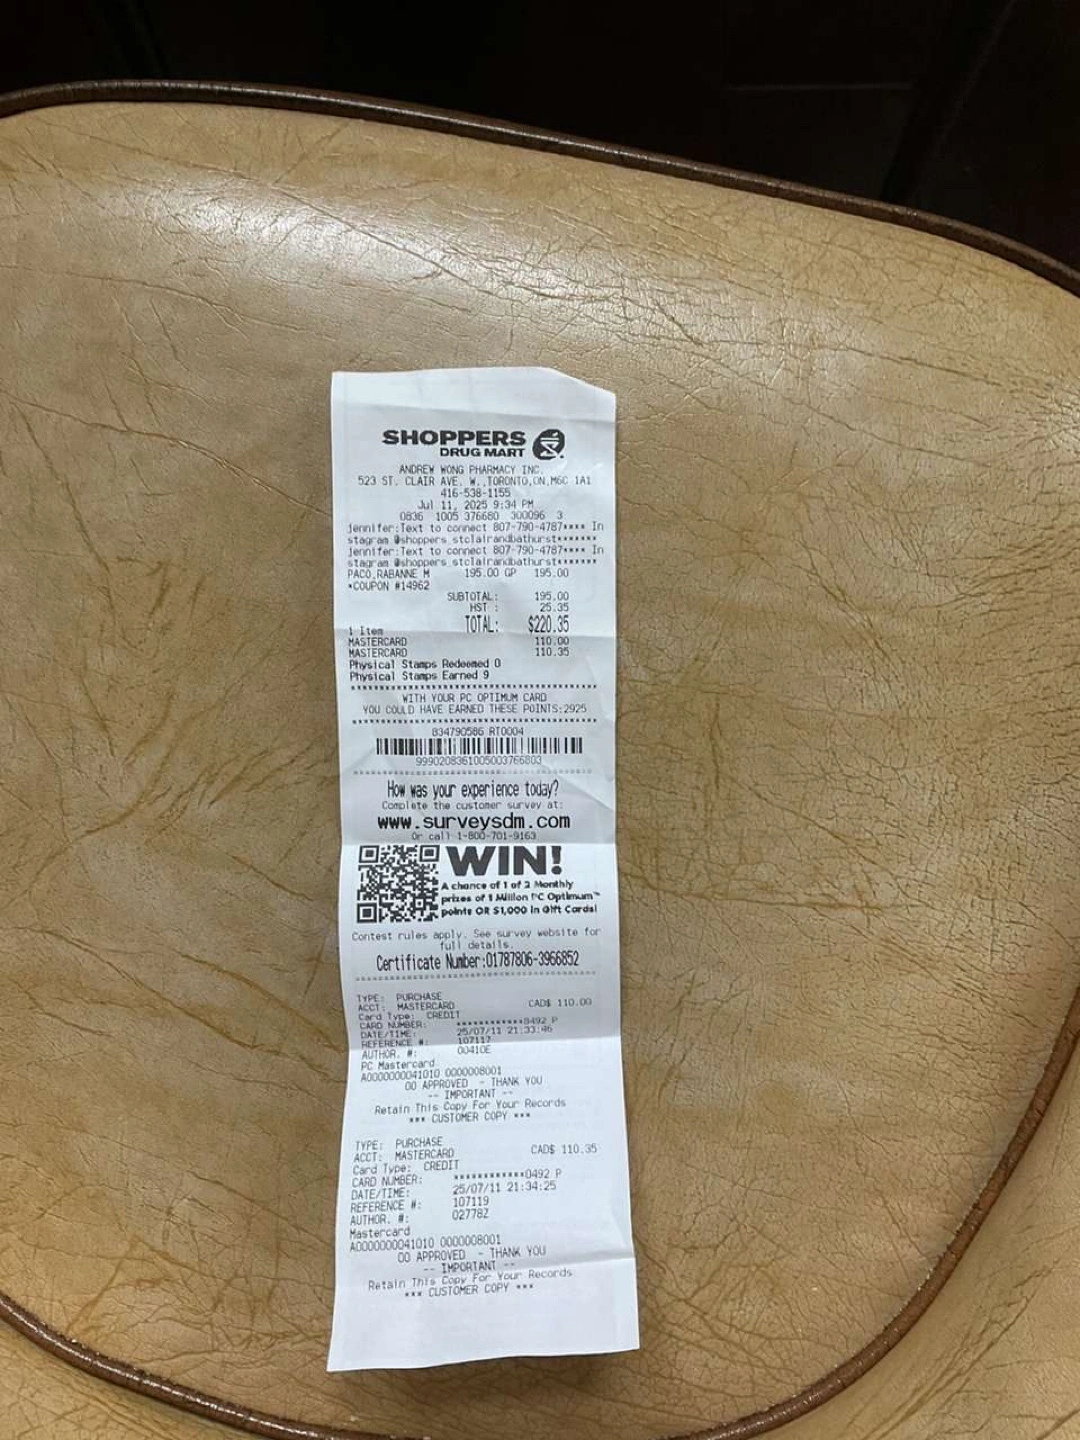 SHOPPERS
DRUG MART
ANDREW WONG PHARMACY INC.
523 ST. CLAIR AVE. W.,TORONTO,ON,M6C 1A1
416-538-1155
Jul 11, 2025 9:34 PM
0836 1005 376680 300096 3
jennifer:Text to connect 807-790-4787**** In
stagram @shoppers_stclairandbathurst*******
jennifer:Text to connect 807-790-4787**** In
stagram @shoppers_stclairandbathurst*******
PACO,RABANNE M 195.00 GP 195.00
*COUPON #14962
SUBTOTAL: 195.00
HST : 25.35
TOTAL: $220.35
1 Item
MASTERCARD 110.00
MASTERCARD 110.35
Physical Stamps Redeemed 0
Physical Stamps Earned 9
WITH YOUR PC OPTIMUM CARD
YOU COULD HAVE EARNED THESE POINTS:2925
834790586 RT0004
9990208361005003766803
How was your experience today?
Complete the customer survey at:
www.surveysdm.com
Or call 1-800-701-9163
WIN!
A chance of 1 of 2 Monthly
prizes of 1 Million PC Optimum™
points OR $1,000 in Gift Cards!
Contest rules apply. See survey website for
full details.
Certificate Number:01787806-3966852
TYPE: PURCHASE
ACCT: MASTERCARD CAD$ 110.00
Card Type: CREDIT
CARD NUMBER: ************8492 P
DATE/TIME: 25/07/11 21:33:46
REFERENCE #: 107117
AUTHOR. #: 00410E
PC Mastercard
A0000000041010 0000008001
00 APPROVED - THANK YOU
-- IMPORTANT --
Retain This Copy For Your Records
*** CUSTOMER COPY ***
TYPE: PURCHASE
ACCT: MASTERCARD CAD$ 110.35
Card Type: CREDIT
CARD NUMBER: ************0492 P
DATE/TIME: 25/07/11 21:34:25
REFERENCE #: 107119
AUTHOR. #: 02778Z
Mastercard
A0000000041010 0000008001
00 APPROVED - THANK YOU
-- IMPORTANT --
Retain This Copy For Your Records
*** CUSTOMER COPY ***